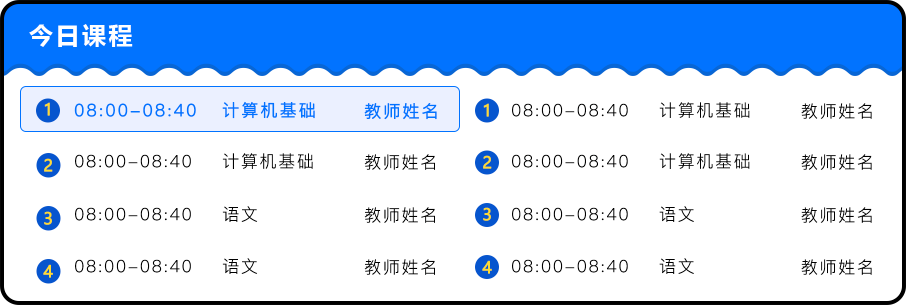 今日课程
1 08:00-08:40 计算机基础 教师姓名 1 08:00-08:40 计算机基础 教师姓名
2 08:00-08:40 计算机基础 教师姓名 2 08:00-08:40 计算机基础 教师姓名
3 08:00-08:40 语文 教师姓名 3 08:00-08:40 语文 教师姓名
4 08:00-08:40 语文 教师姓名 4 08:00-08:40 语文 教师姓名